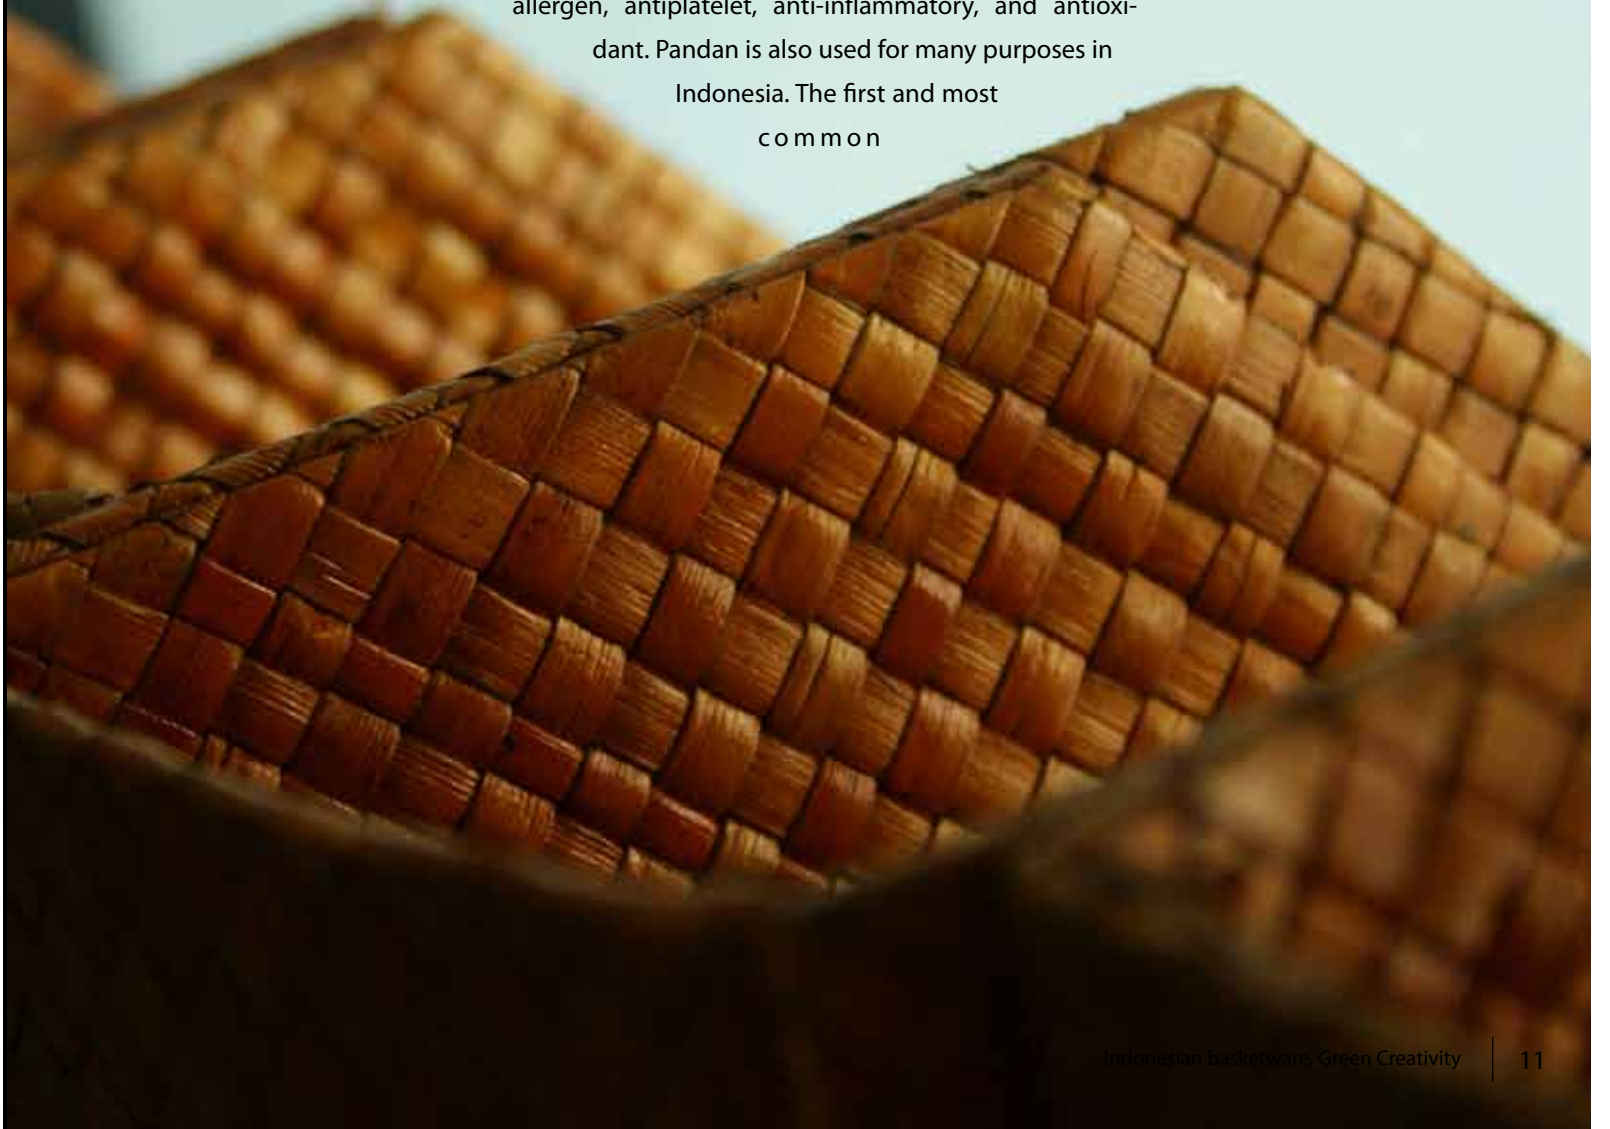 allergen, antiplatelet, anti-inflammatory, and antioxi-
dant. Pandan is also used for many purposes in
Indonesia. The first and most
common
Indonesian basketware, Green Creativity
11